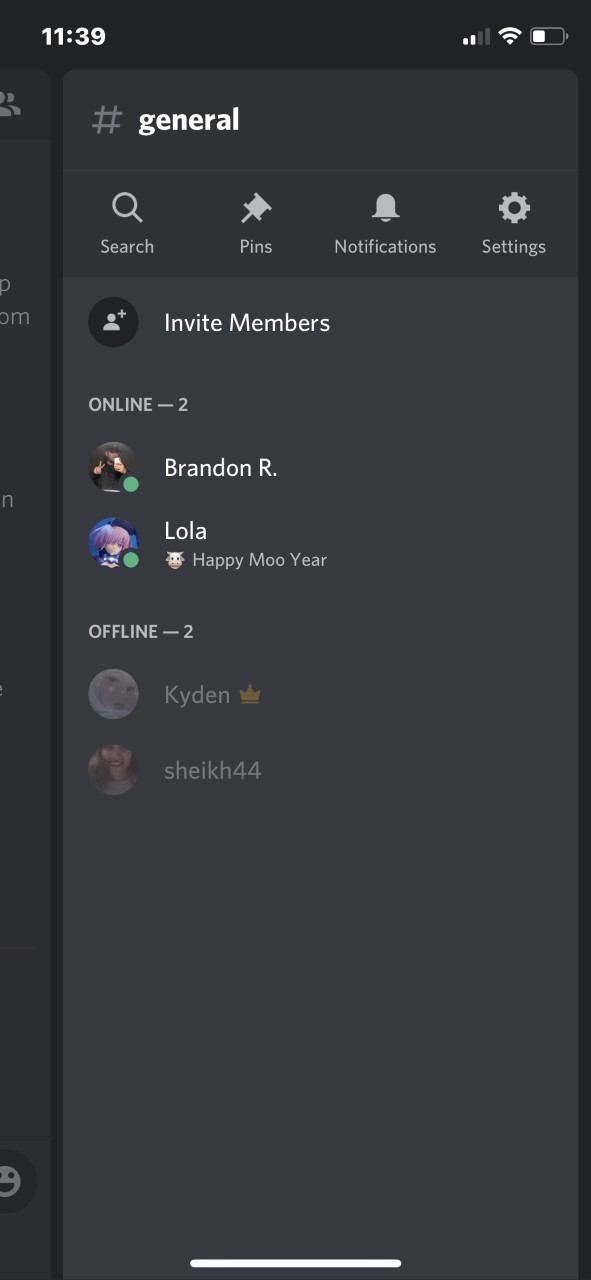 11:39
# general
Search Pins Notifications Settings
p
om
Invite Members
ONLINE — 2
Brandon R.
n
Lola
🐮 Happy Moo Year
OFFLINE — 2
e
Kyden
sheikh44